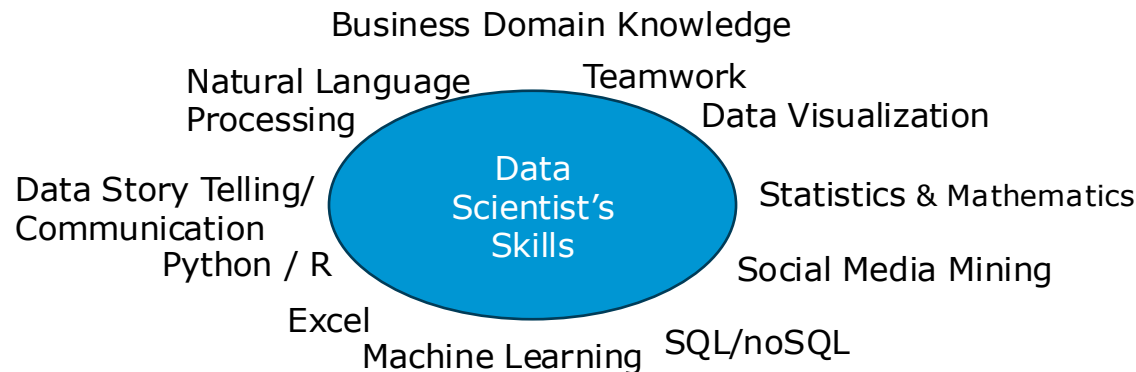 Business Domain Knowledge
Natural Language
Processing
Teamwork
Data Visualization
Data
Scientist’s
Skills
Data Story Telling/
Communication
Statistics & Mathematics
Python / R
Social Media Mining
Excel
Machine Learning
SQL/noSQL